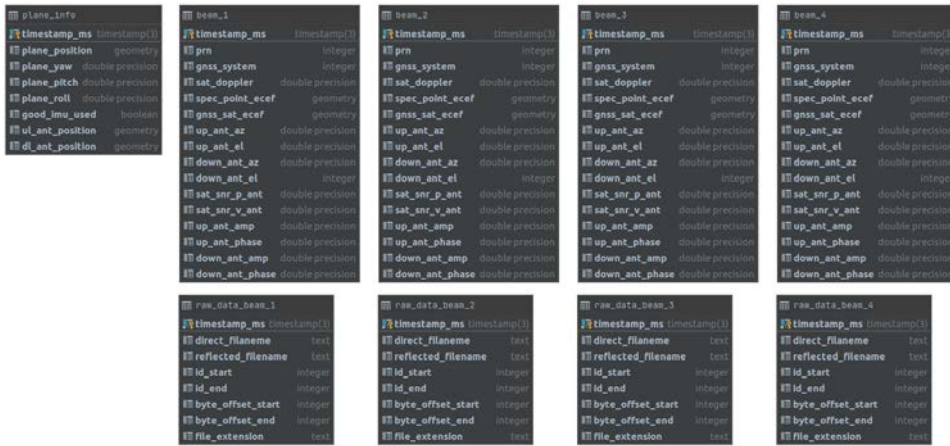 plane_info
timestamp_ms timestamp(3)
plane_position geometry
plane_yaw double precision
plane_pitch double precision
plane_roll double precision
good_imu_used boolean
ul_ant_position geometry
dl_ant_position geometry
beam_1
timestamp_ms timestamp(3)
prn integer
gnss_system integer
sat_doppler double precision
spec_point_ecef geometry
gnss_sat_ecef geometry
up_ant_az double precision
up_ant_el double precision
down_ant_az double precision
down_ant_el integer
sat_snr_p_ant double precision
sat_snr_v_ant double precision
up_ant_amp double precision
up_ant_phase double precision
down_ant_amp double precision
down_ant_phase double precision
beam_2
timestamp_ms timestamp(3)
prn integer
gnss_system integer
sat_doppler double precision
spec_point_ecef geometry
gnss_sat_ecef geometry
up_ant_az double precision
up_ant_el double precision
down_ant_az double precision
down_ant_el integer
sat_snr_p_ant double precision
sat_snr_v_ant double precision
up_ant_amp double precision
up_ant_phase double precision
down_ant_amp double precision
down_ant_phase double precision
beam_3
timestamp_ms timestamp(3)
prn integer
gnss_system integer
sat_doppler double precision
spec_point_ecef geometry
gnss_sat_ecef geometry
up_ant_az double precision
up_ant_el double precision
down_ant_az double precision
down_ant_el integer
sat_snr_p_ant double precision
sat_snr_v_ant double precision
up_ant_amp double precision
up_ant_phase double precision
down_ant_amp double precision
down_ant_phase double precision
beam_4
timestamp_ms timestamp(3)
prn integer
gnss_system integer
sat_doppler double precision
spec_point_ecef geometry
gnss_sat_ecef geometry
up_ant_az double precision
up_ant_el double precision
down_ant_az double precision
down_ant_el integer
sat_snr_p_ant double precision
sat_snr_v_ant double precision
up_ant_amp double precision
up_ant_phase double precision
down_ant_amp double precision
down_ant_phase double precision
raw_data_beam_1
timestamp_ms timestamp(3)
direct_filaneme text
reflected_filename text
id_start integer
id_end integer
byte_offset_start integer
byte_offset_end integer
file_extension text
raw_data_beam_2
timestamp_ms timestamp(3)
direct_filaneme text
reflected_filename text
id_start integer
id_end integer
byte_offset_start integer
byte_offset_end integer
file_extension text
raw_data_beam_3
timestamp_ms timestamp(3)
direct_filaneme text
reflected_filename text
id_start integer
id_end integer
byte_offset_start integer
byte_offset_end integer
file_extension text
raw_data_beam_4
timestamp_ms timestamp(3)
direct_filaneme text
reflected_filename text
id_start integer
id_end integer
byte_offset_start integer
byte_offset_end integer
file_extension text